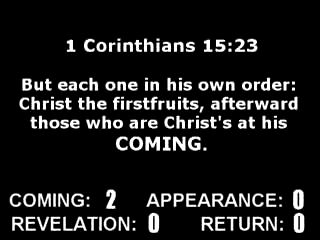 1 Corinthians 15:23
But each one in his own order:
Christ the firstfruits, afterward
those who are Christ's at his
COMING.
COMING: 2 APPEARANCE: 0
REVELATION: 0 RETURN: 0